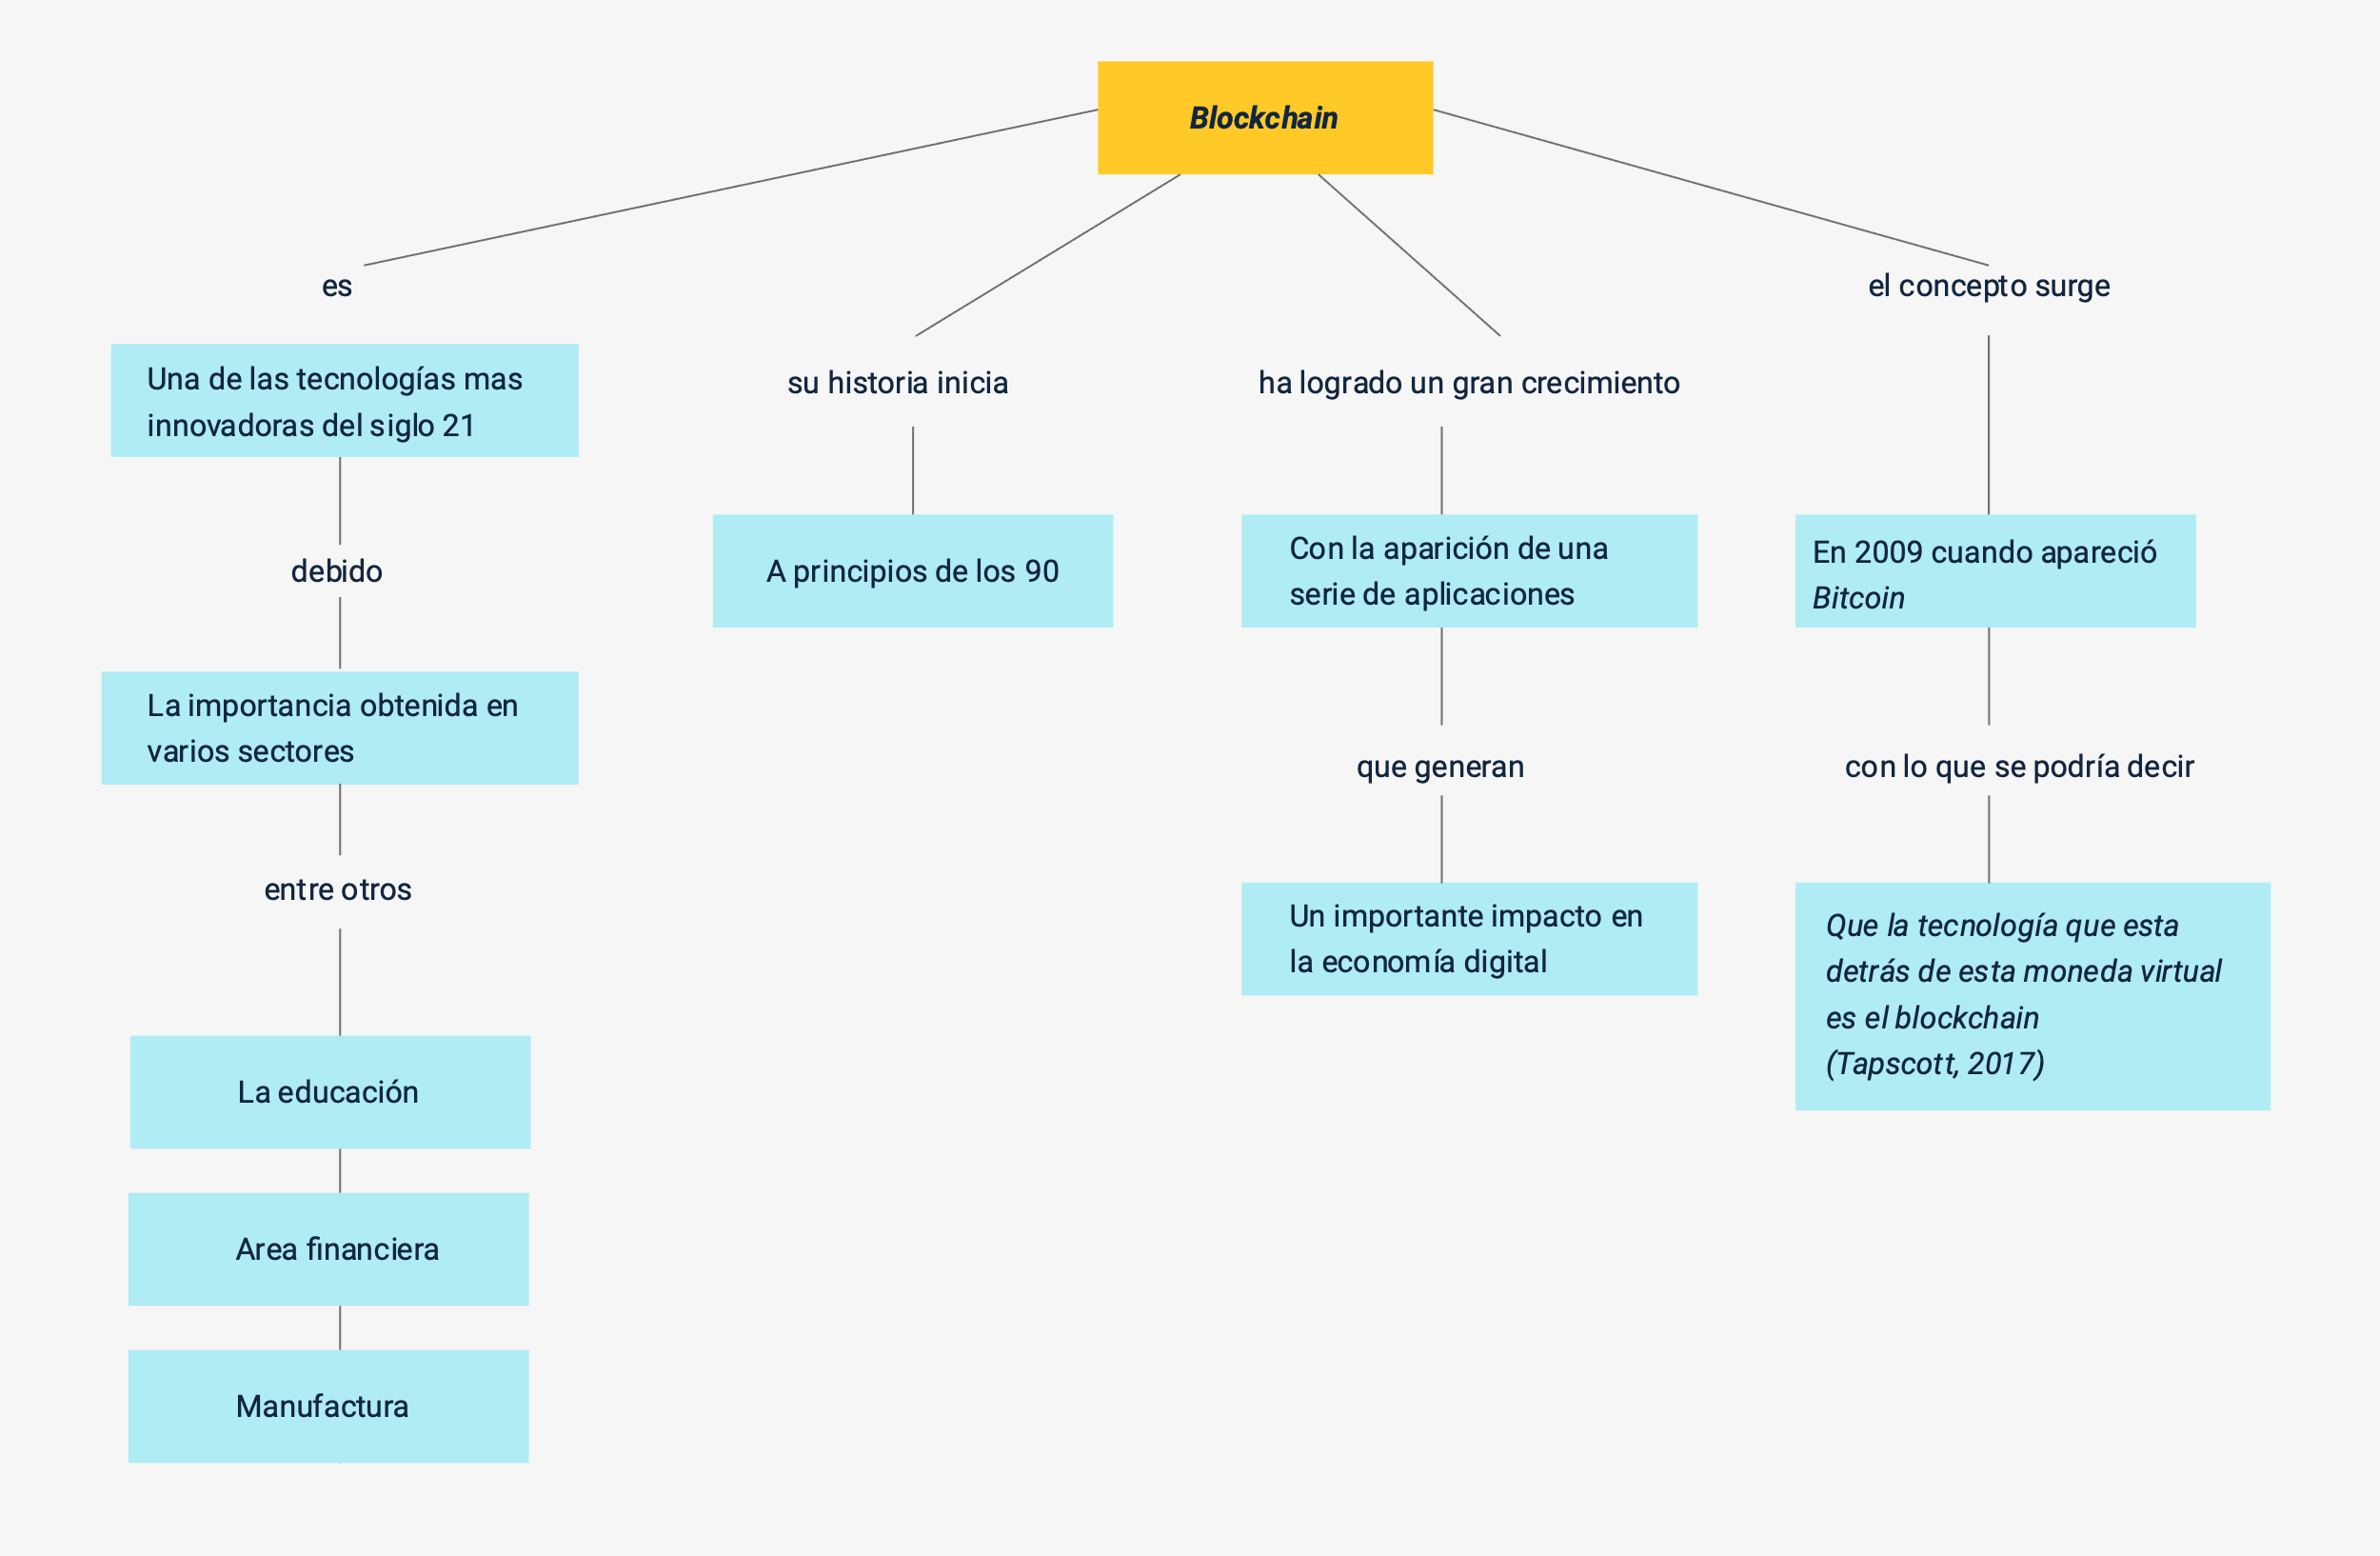 Blockchain
es
Una de las tecnologías mas
innovadoras del siglo 21
debido
La importancia obtenida en
varios sectores
entre otros
La educación
Area financiera
Manufactura
su historia inicia
A principios de los 90
ha logrado un gran crecimiento
Con la aparición de una
serie de aplicaciones
que generan
Un importante impacto en
la economía digital
el concepto surge
En 2009 cuando apareció
Bitcoin
con lo que se podría decir
Que la tecnología que esta
detrás de esta moneda virtual
es el blockchain
(Tapscott, 2017)